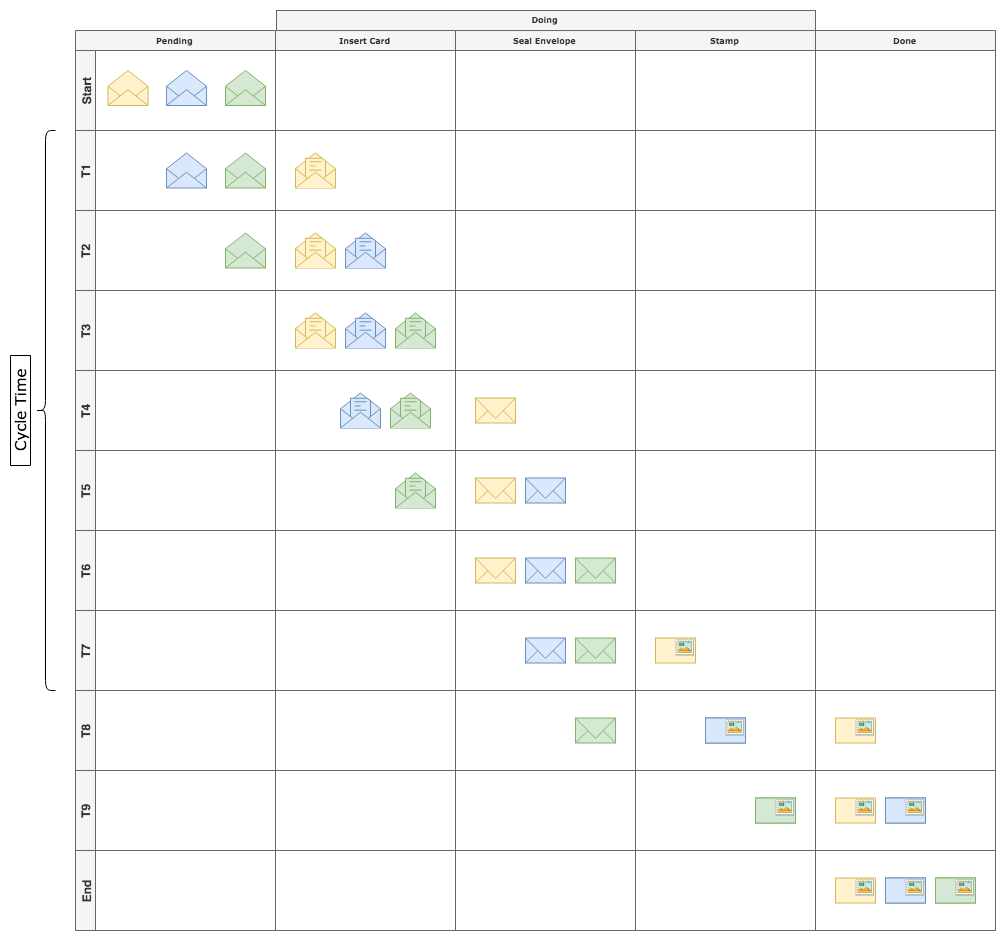 Doing
Pending
Insert Card
Seal Envelope
Stamp
Done
Start
T1
T2
T3
Cycle Time
T4
T5
T6
T7
T8
T9
End